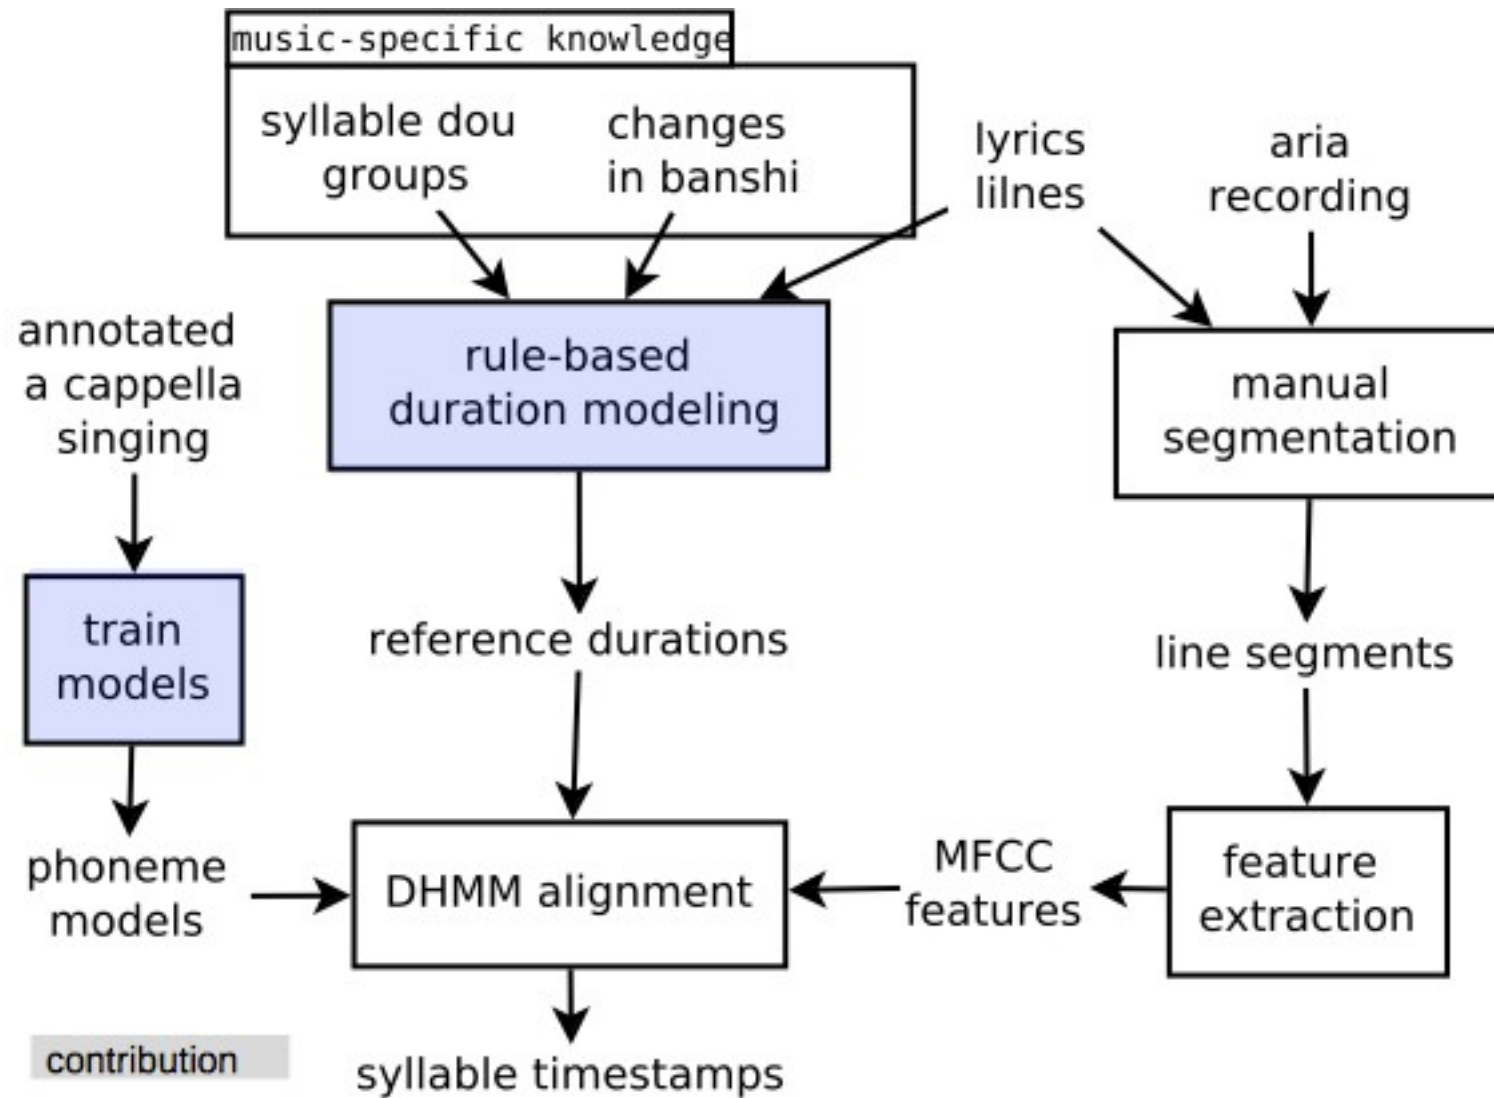 music-specific knowledge
syllable dou
groups
changes
in banshi
lyrics
lilnes
aria
recording
annotated
a cappella
singing
rule-based
duration modeling
manual
segmentation
train
models
reference durations
line segments
phoneme
models
DHMM alignment
MFCC
features
feature
extraction
contribution
syllable timestamps